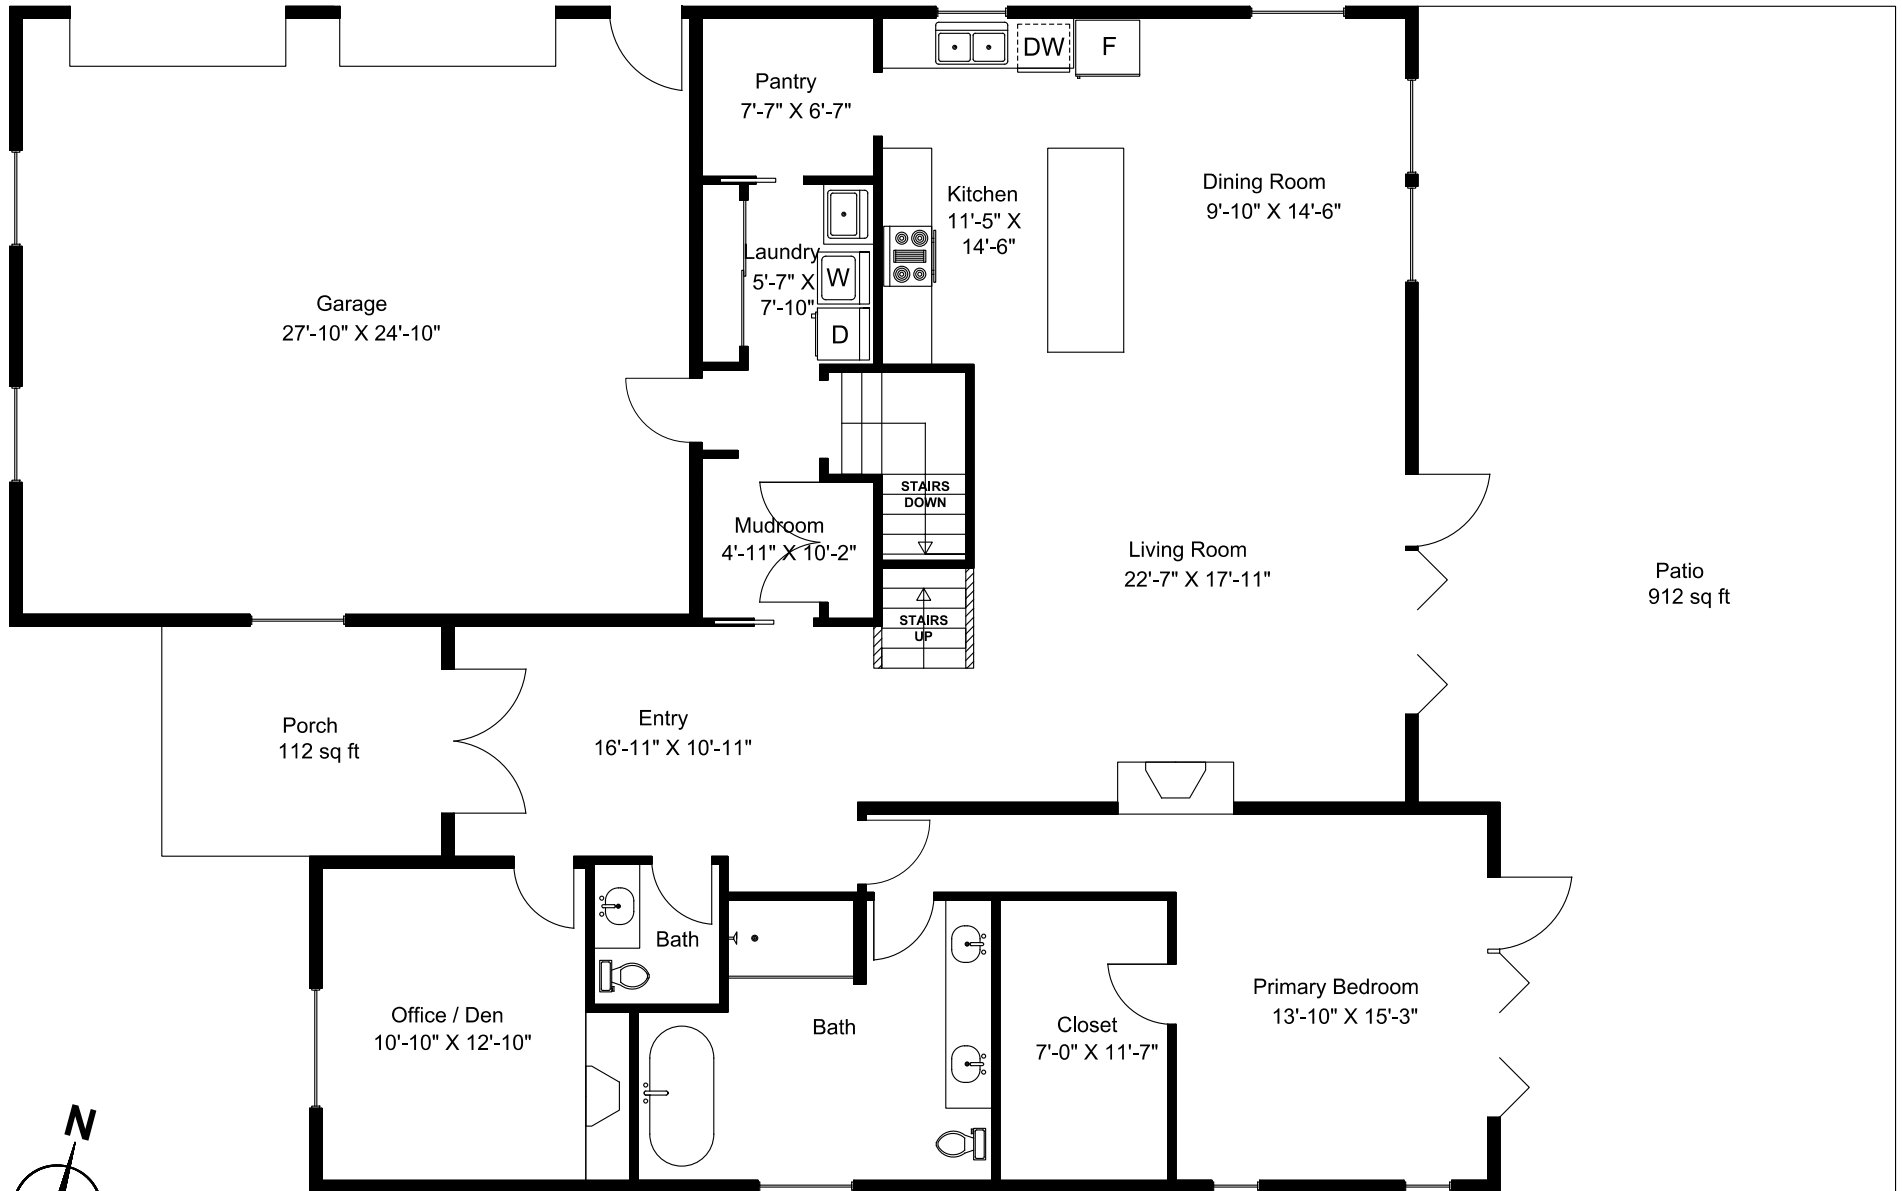 DW
F
Pantry
7'-7" X 6'-7"
Kitchen
11'-5" X
14'-6"
Dining Room
9'-10" X 14'-6"
Laundry
5'-7" X
7'-10"
W
D
Garage
27'-10" X 24'-10"
STAIRS
DOWN
Mudroom
4'-11" X 10'-2"
Living Room
22'-7" X 17'-11"
Patio
912 sq ft
STAIRS
UP
Porch
112 sq ft
Entry
16'-11" X 10'-11"
Bath
Office / Den
10'-10" X 12'-10"
Bath
Closet
7'-0" X 11'-7"
Primary Bedroom
13'-10" X 15'-3"
N